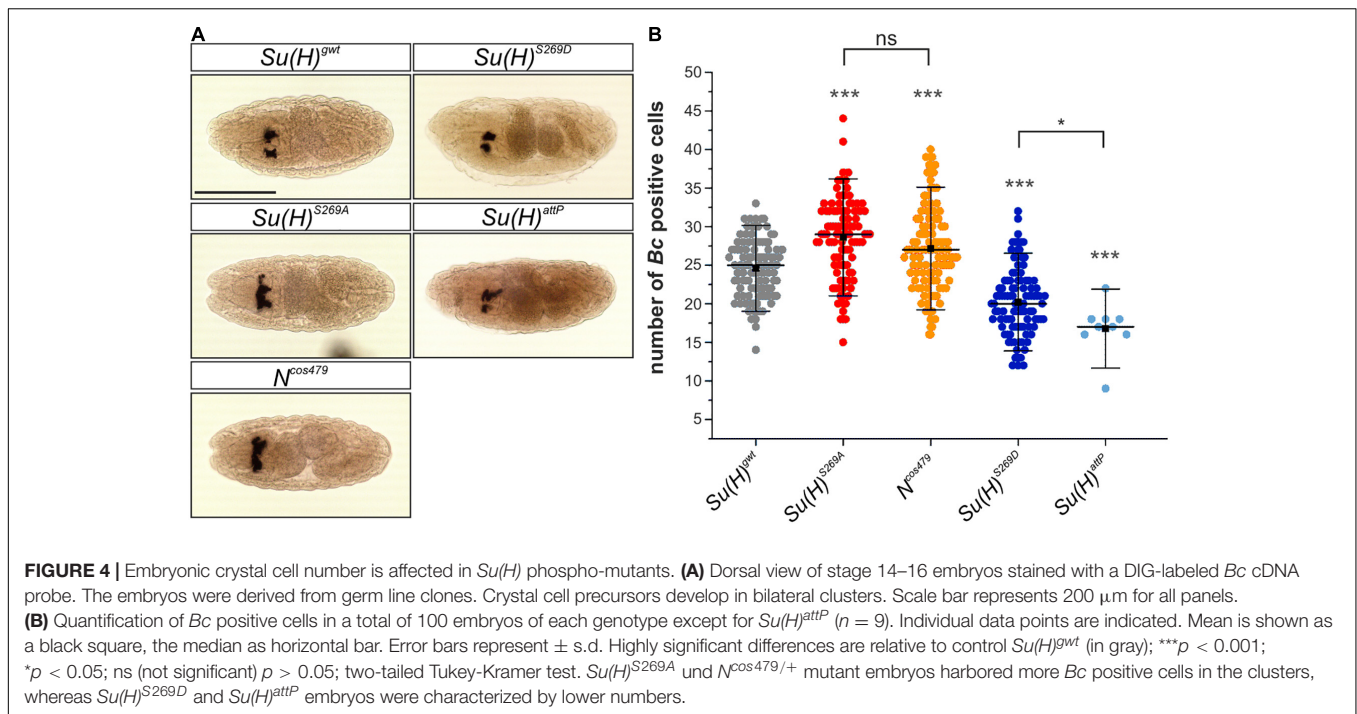 A
Su(H)^gwt
Su(H)^S269D
Su(H)^S269A
Su(H)^attP
N^cos479
B
ns
***
***
*
***
***
number of Bc positive cells
50
45
40
35
30
25
20
15
10
5
Su(H)^gwt
Su(H)^S269A
N^cos479
Su(H)^S269D
Su(H)^attP
FIGURE 4 | Embryonic crystal cell number is affected in Su(H) phospho-mutants. (A) Dorsal view of stage 14–16 embryos stained with a DIG-labeled Bc cDNA
probe. The embryos were derived from germ line clones. Crystal cell precursors develop in bilateral clusters. Scale bar represents 200 μm for all panels.
(B) Quantification of Bc positive cells in a total of 100 embryos of each genotype except for Su(H)^attP (n = 9). Individual data points are indicated. Mean is shown as
a black square, the median as horizontal bar. Error bars represent ± s.d. Highly significant differences are relative to control Su(H)^gwt (in gray); ***p < 0.001;
*p < 0.05; ns (not significant) p > 0.05; two-tailed Tukey-Kramer test. Su(H)^S269A und N^cos479/+ mutant embryos harbored more Bc positive cells in the clusters,
whereas Su(H)^S269D and Su(H)^attP embryos were characterized by lower numbers.